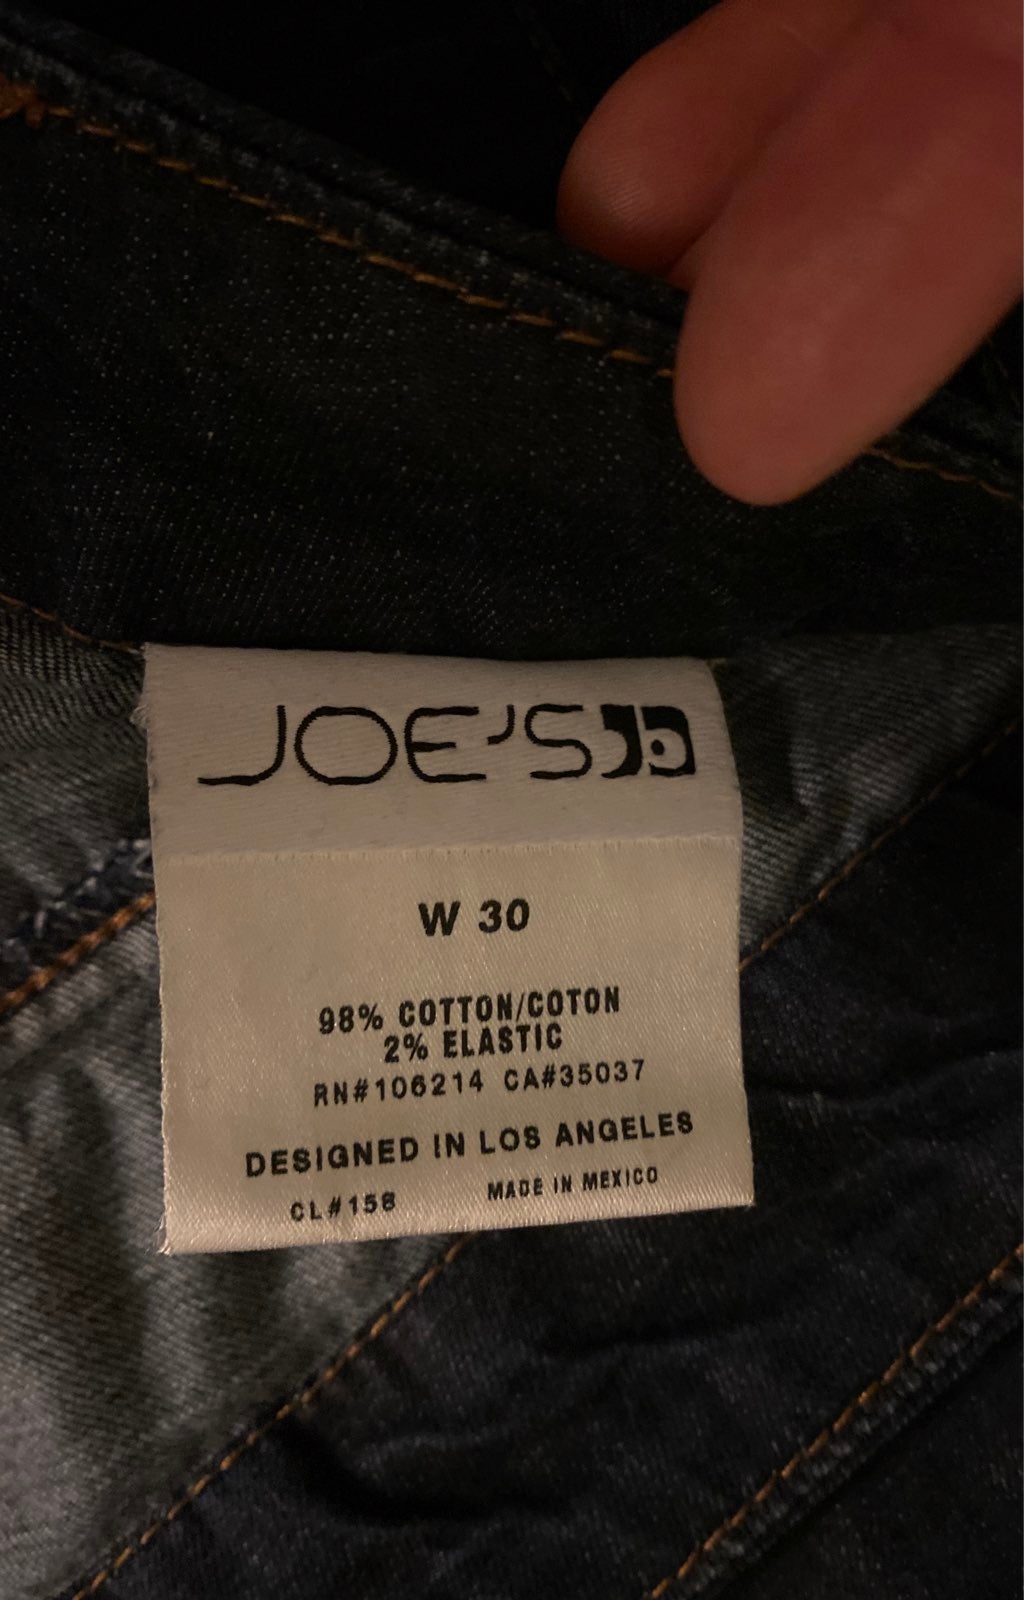 JOE'S
W 30
98% COTTON/COTON
2% ELASTIC
RN#106214 CA#35037
DESIGNED IN LOS ANGELES
CL#158 MADE IN MEXICO